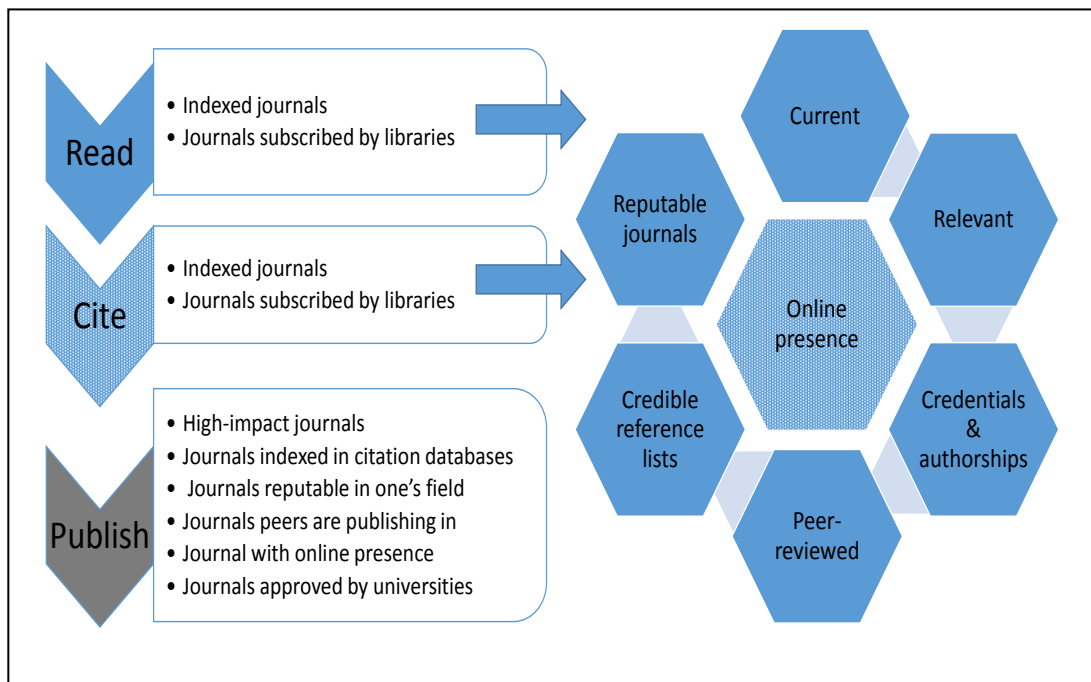 Read
• Indexed journals
• Journals subscribed by libraries
Cite
• Indexed journals
• Journals subscribed by libraries
Publish
• High-impact journals
• Journals indexed in citation databases
• Journals reputable in one's field
• Journals peers are publishing in
• Journal with online presence
• Journals approved by universities
Current
Relevant
Credentials
&
authorships
Peer-
reviewed
Credible
reference
lists
Reputable
journals
Online
presence